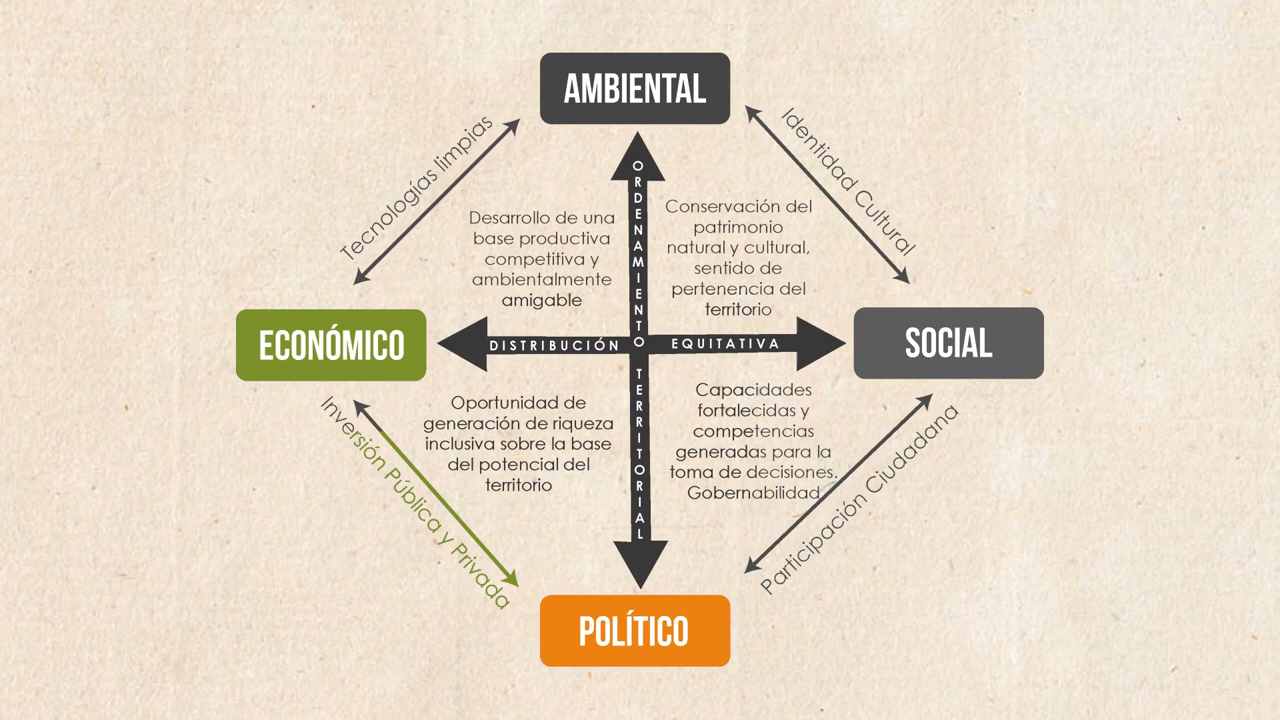 AMBIENTAL
Tecnologías limpias
Identidad Cultural
ORDENAMIENTO TERRITORIAL
Desarrollo de una
base productiva
competitiva y
ambientalmente
amigable
Conservación del
patrimonio
natural y cultural,
sentido de
pertenencia del
territorio
ECONÓMICO
DISTRIBUCIÓN EQUITATIVA
SOCIAL
Oportunidad de
generación de riqueza
inclusiva sobre la base
del potencial del
territorio
Capacidades
fortalecidas y
competencias
generadas para la
toma de decisiones.
Gobernabilidad
Inversión Pública y Privada
Participación Ciudadana
POLÍTICO